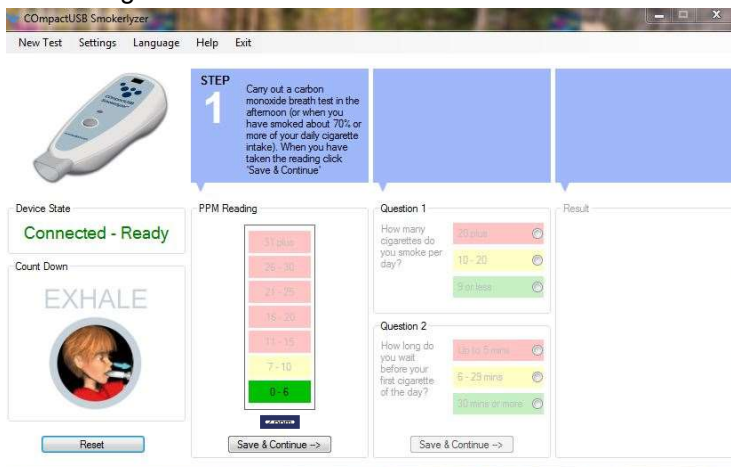 COmpactUSB Smokerlyzer
New Test Settings Language Help Exit
STEP
1
Carry out a carbon
monoxide breath test in the
afternoon (or when you
have smoked about 70% or
more of your daily cigarette
intake). When you have
taken the reading click
'Save & Continue'
Device State
Connected - Ready
Count Down
EXHALE
Reset
PPM Reading
31 plus
26 - 30
21 - 25
16 - 20
11 - 15
7 - 10
0 - 6
Save & Continue -->
Question 1
How many
cigarettes do
you smoke per
day?
20 plus
10 - 20
9 or less
Question 2
How long do
you wait
before your
first cigarette
of the day?
Up to 5 mins
6 - 29 mins
30 mins or more
Save & Continue -->
Result